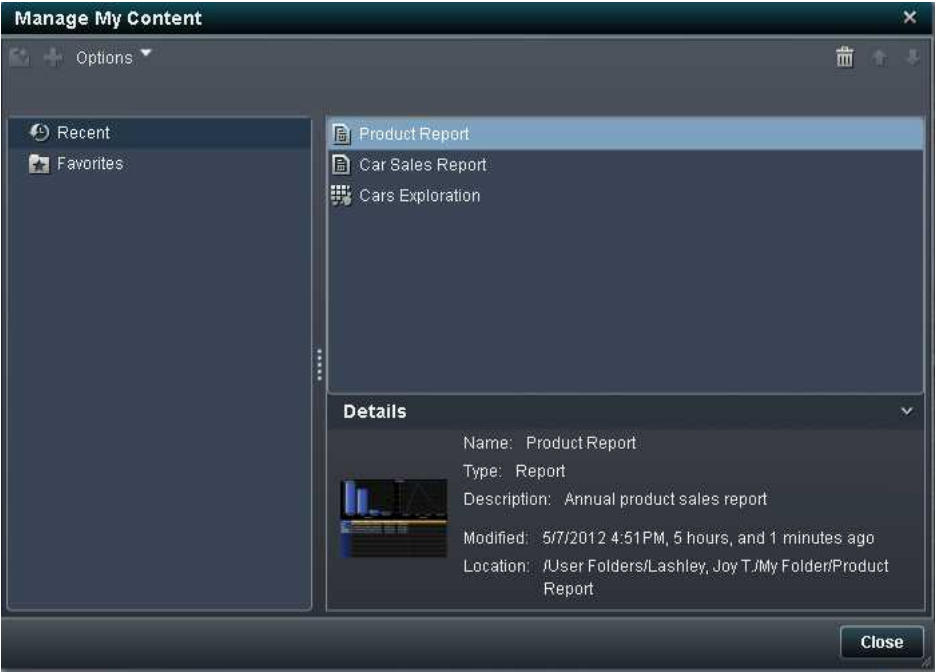 Manage My Content
Options
Recent
Favorites
Product Report
Car Sales Report
Cars Exploration
Details
Name: Product Report
Type: Report
Description: Annual product sales report
Modified: 5/7/2012 4:51PM, 5 hours, and 1 minutes ago
Location: /User Folders/Lashley, Joy T./My Folder/Product
Report
Close